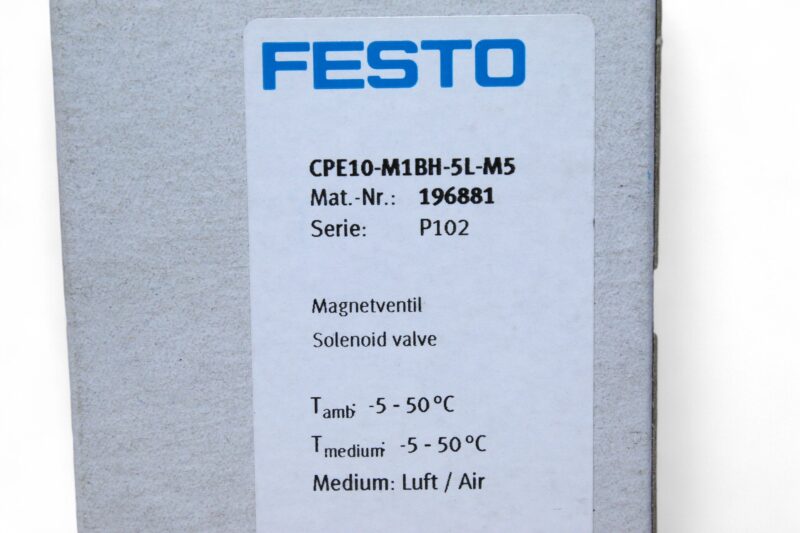 FESTO
CPE10-M1BH-5L-M5
Mat.-Nr.: 196881
Serie: P102
Magnetventil
Solenoid valve
Tamb: -5 - 50 °C
Tmedium: -5 - 50 °C
Medium: Luft / Air